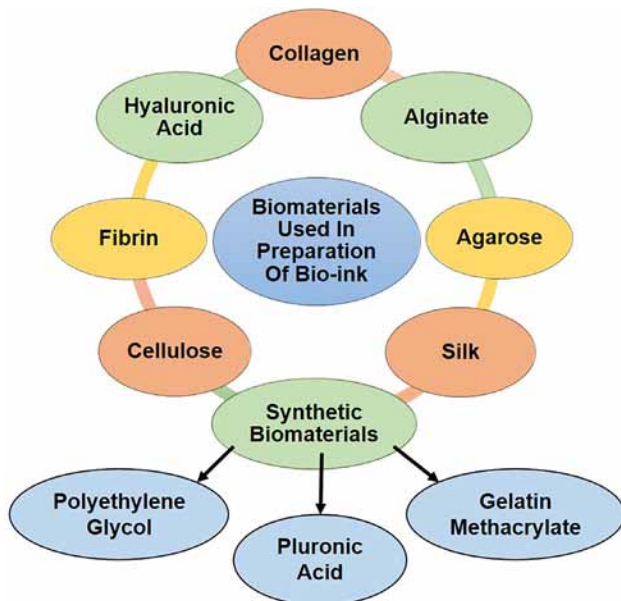 Collagen
Hyaluronic
Acid
Alginate
Biomaterials
Used In
Preparation
Of Bio-ink
Fibrin
Agarose
Cellulose
Silk
Synthetic
Biomaterials
Polyethylene
Glycol
Pluronic
Acid
Gelatin
Methacrylate